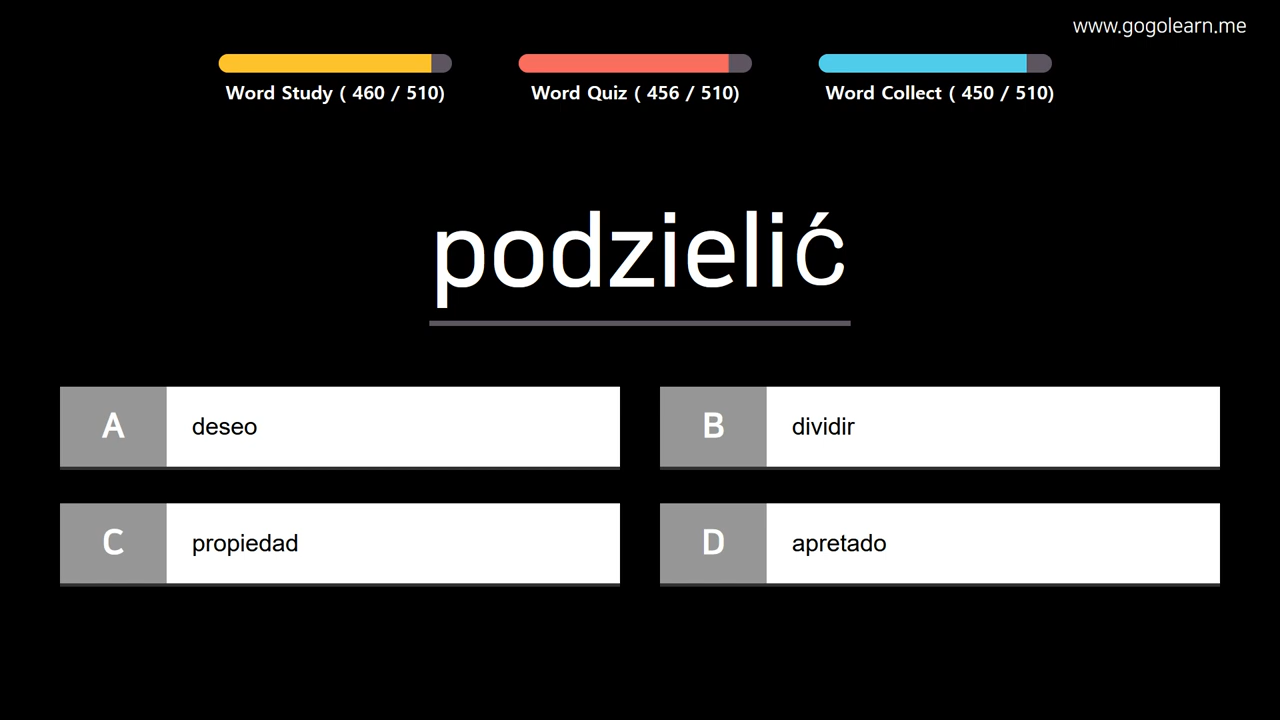 www.gogolearn.me
Word Study ( 460 / 510)
Word Quiz ( 456 / 510)
Word Collect ( 450 / 510)
podzielić
A deseo
B dividir
C propiedad
D apretado